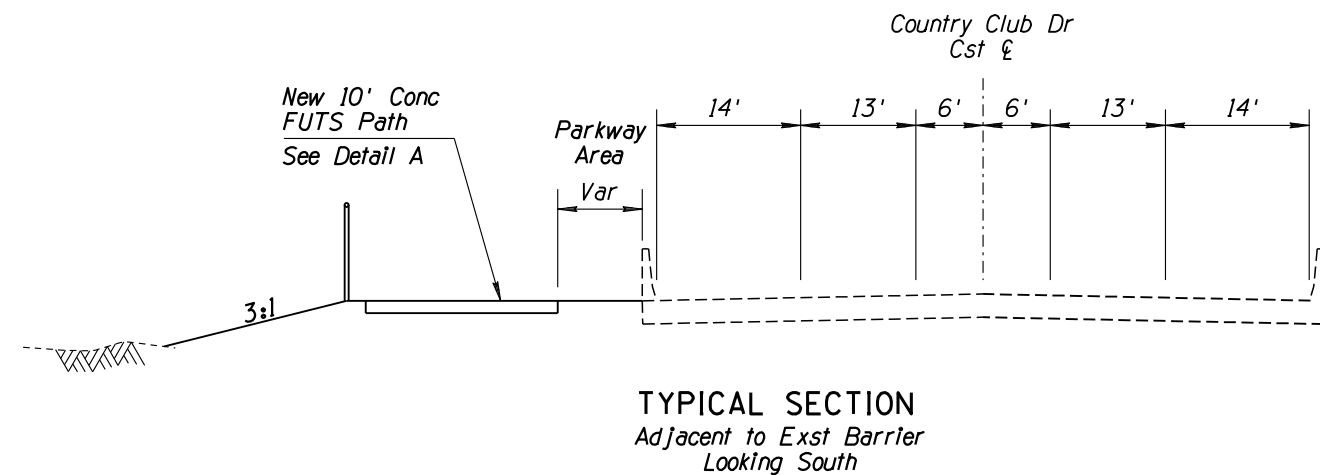 Country Club Dr
Cst ℄
New 10' Conc
FUTS Path
See Detail A
Parkway
Area
Var
14' 13' 6' 6' 13' 14'
3:1
TYPICAL SECTION
Adjacent to Exst Barrier
Looking South